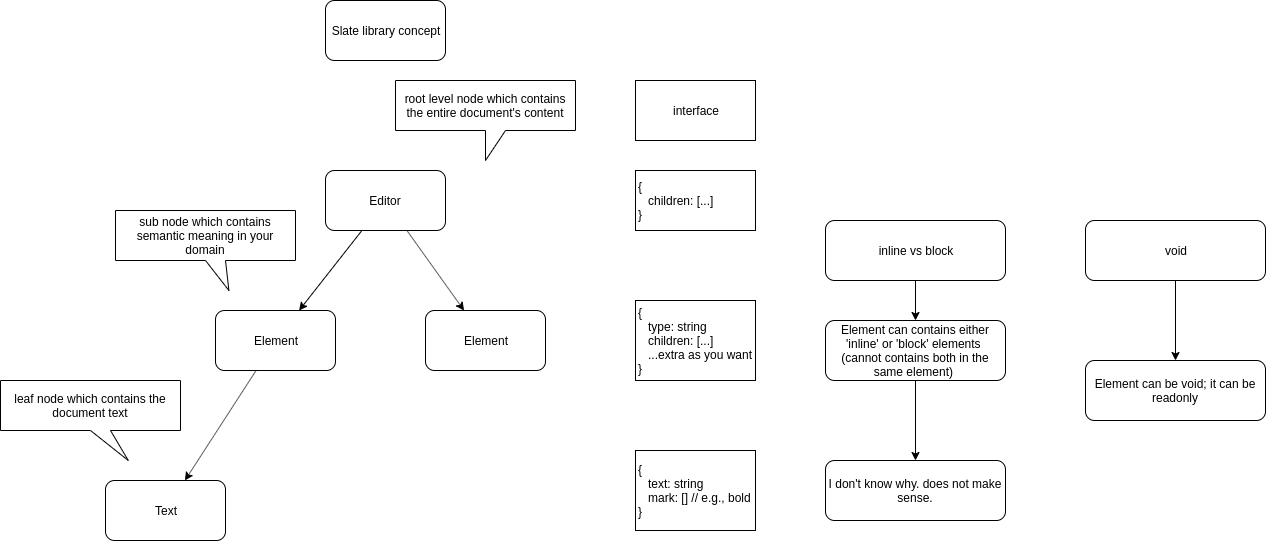 Slate library concept
root level node which contains
the entire document's content
interface
Editor
{
children: [...]
}
sub node which contains
semantic meaning in your
domain
inline vs block
void
Element
Element
{
type: string
children: [...]
...extra as you want
}
Element can contains either
'inline' or 'block' elements
(cannot contains both in the
same element)
Element can be void; it can be
readonly
leaf node which contains the
document text
Text
{
text: string
mark: [] // e.g., bold
}
I don't know why. does not make
sense.